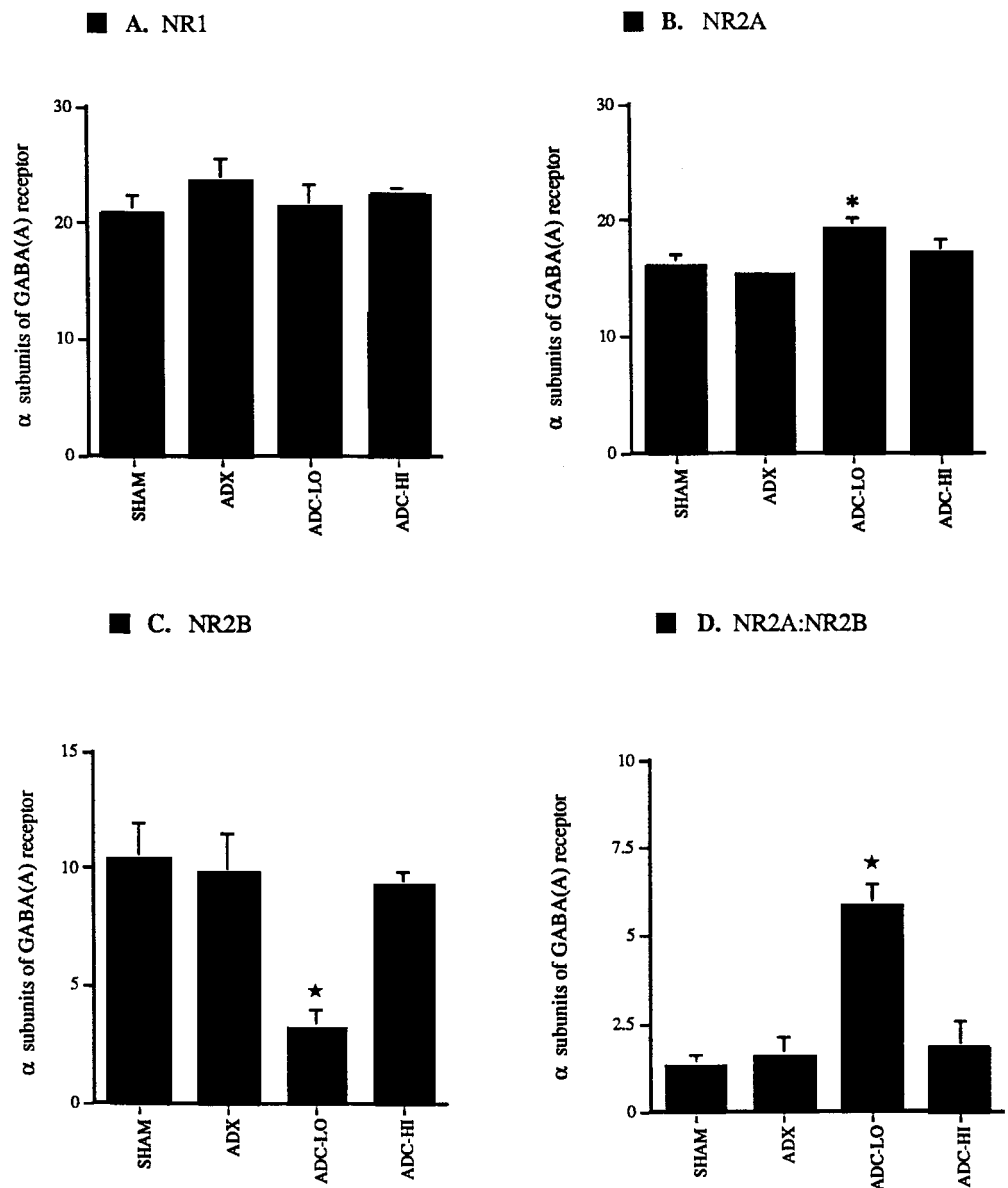 A. NR1
B. NR2A
α subunits of GABA(A) receptor
30
20
10
0
SHAM
ADX
ADC-LO
ADC-HI
α subunits of GABA(A) receptor
30
20
10
0
*
SHAM
ADX
ADC-LO
ADC-HI
C. NR2B
D. NR2A:NR2B
α subunits of GABA(A) receptor
15
10
5
0
★
SHAM
ADX
ADC-LO
ADC-HI
α subunits of GABA(A) receptor
10
7.5
5
2.5
0
★
SHAM
ADX
ADC-LO
ADC-HI